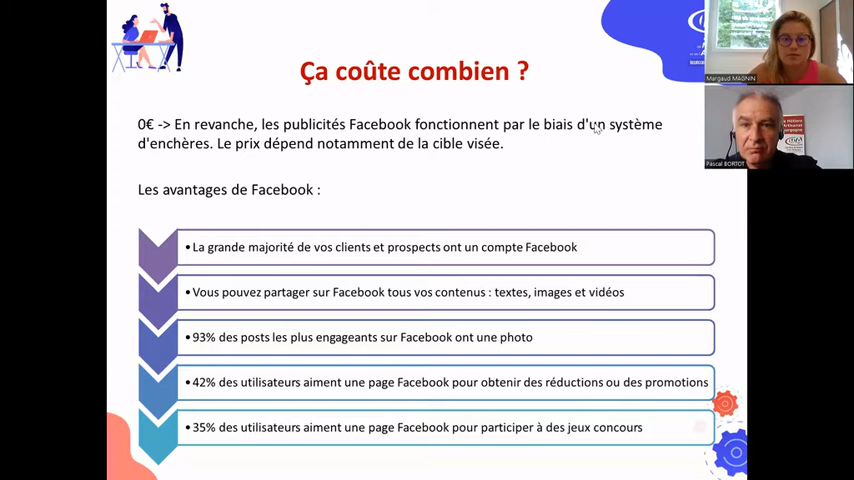 Ça coûte combien ?
Margaud MAGNIN
0€ -> En revanche, les publicités Facebook fonctionnent par le biais d'un système
d'enchères. Le prix dépend notamment de la cible visée.
Pascal BORTOT
Les avantages de Facebook :
•La grande majorité de vos clients et prospects ont un compte Facebook
•Vous pouvez partager sur Facebook tous vos contenus : textes, images et vidéos
•93% des posts les plus engageants sur Facebook ont une photo
•42% des utilisateurs aiment une page Facebook pour obtenir des réductions ou des promotions
•35% des utilisateurs aiment une page Facebook pour participer à des jeux concours